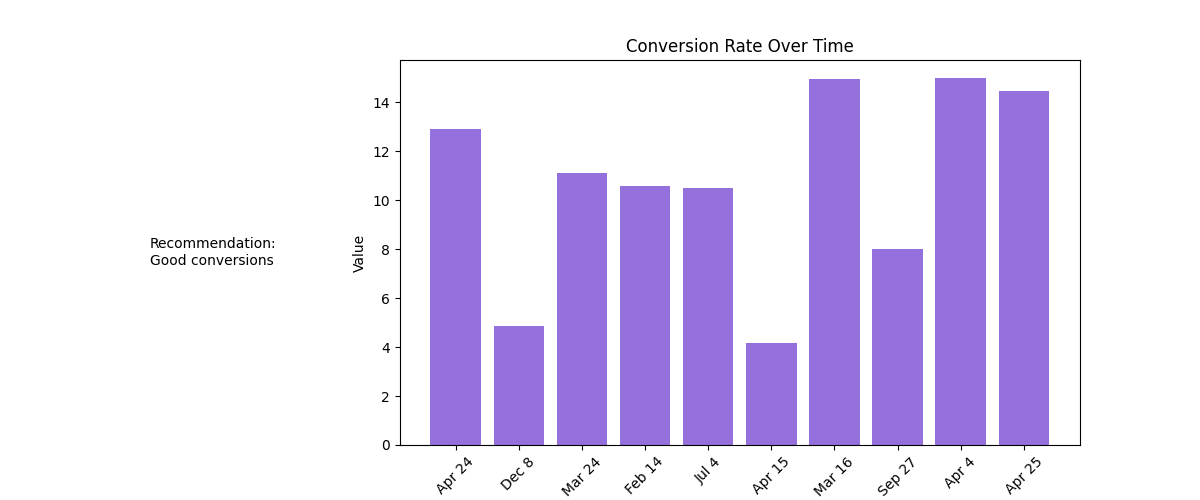 Conversion Rate Over Time
Recommendation:
Good conversions
Value
14
12
10
8
6
4
2
0
Apr 24
Dec 8
Mar 24
Feb 14
Jul 4
Apr 15
Mar 16
Sep 27
Apr 4
Apr 25